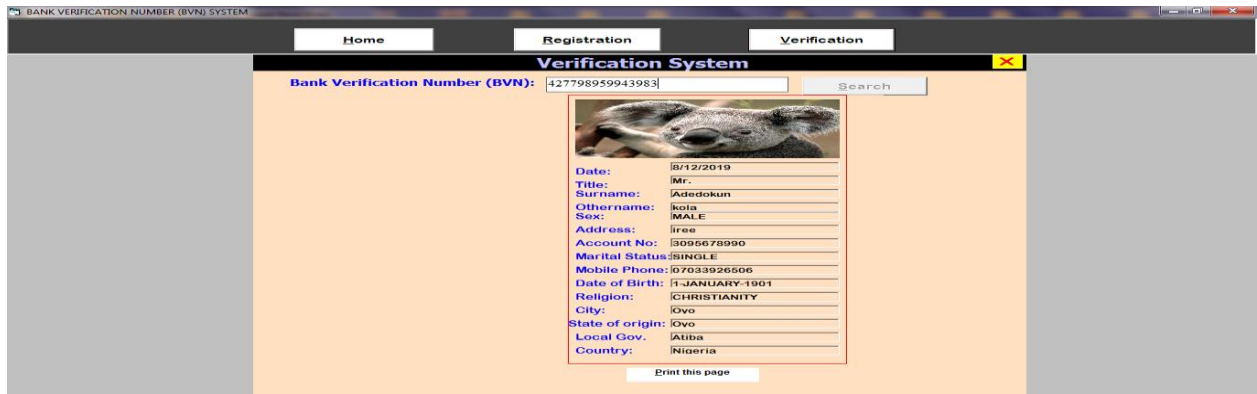 BANK VERIFICATION NUMBER (BVN) SYSTEM
Home Registration Verification
Verification System X
Bank Verification Number (BVN): 427798959943983 Search
Date: 8/12/2019
Title: Mr.
Surname: Adedokun
Othername: kola
Sex: MALE
Address: iree
Account No: 3095678990
Marital Status: SINGLE
Mobile Phone: 07033926506
Date of Birth: 1-JANUARY-1901
Religion: CHRISTIANITY
City: Oyo
State of origin: Oyo
Local Gov. Atiba
Country: Nigeria
Print this page